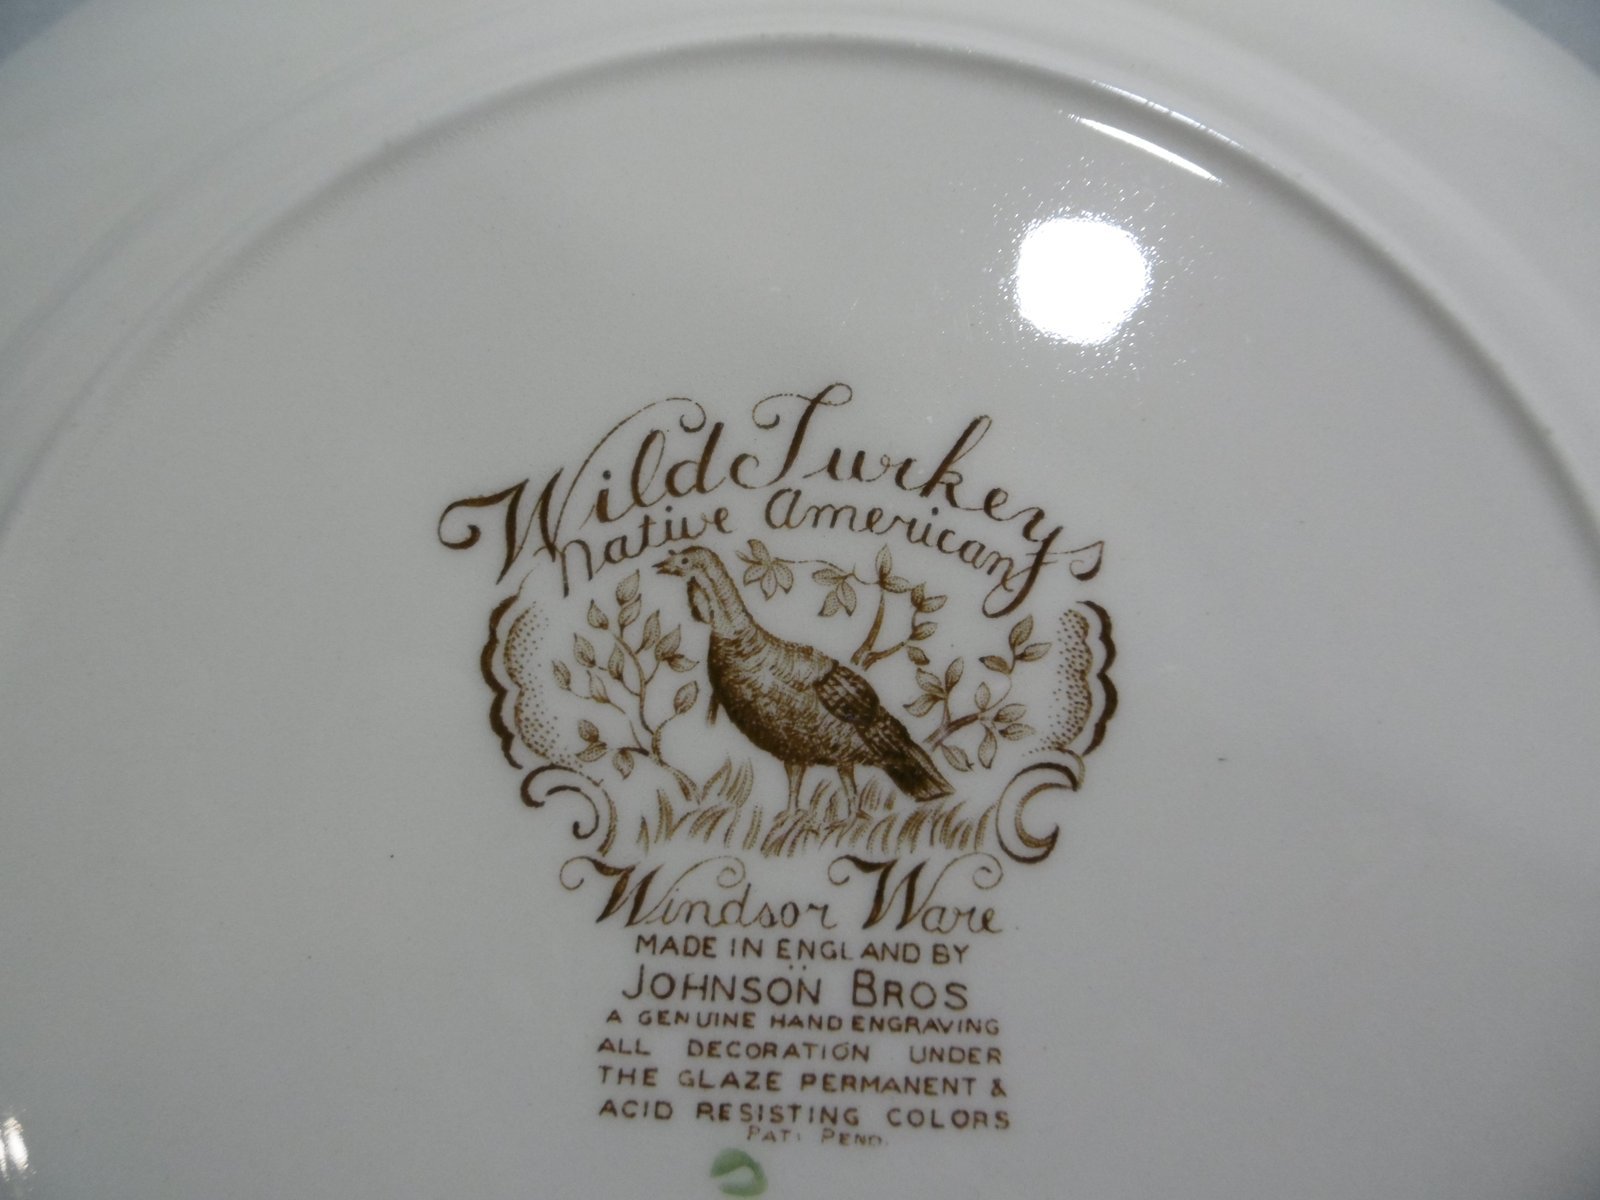 Wild Turkeys
Native American
Windsor Ware
MADE IN ENGLAND BY
JOHNSON BROS
A GENUINE HAND ENGRAVING
ALL DECORATION UNDER
THE GLAZE PERMANENT &
ACID RESISTING COLORS
PAT. PEND.